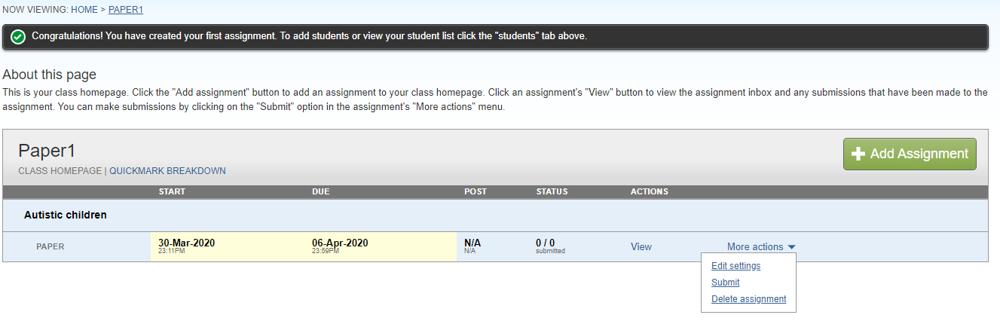 NOW VIEWING: HOME > PAPER1
Congratulations! You have created your first assignment. To add students or view your student list click the "students" tab above.
About this page
This is your class homepage. Click the "Add assignment" button to add an assignment to your class homepage. Click an assignment's "View" button to view the assignment inbox and any submissions that have been made to the
assignment. You can make submissions by clicking on the "Submit" option in the assignment's "More actions" menu.
Paper1
Add Assignment
CLASS HOMEPAGE | QUICKMARK BREAKDOWN
START DUE POST STATUS ACTIONS
Autistic children
PAPER 30-Mar-2020 06-Apr-2020 N/A 0 / 0 View More actions
23:11PM 23:59PM N/A submitted
Edit settings
Submit
Delete assignment